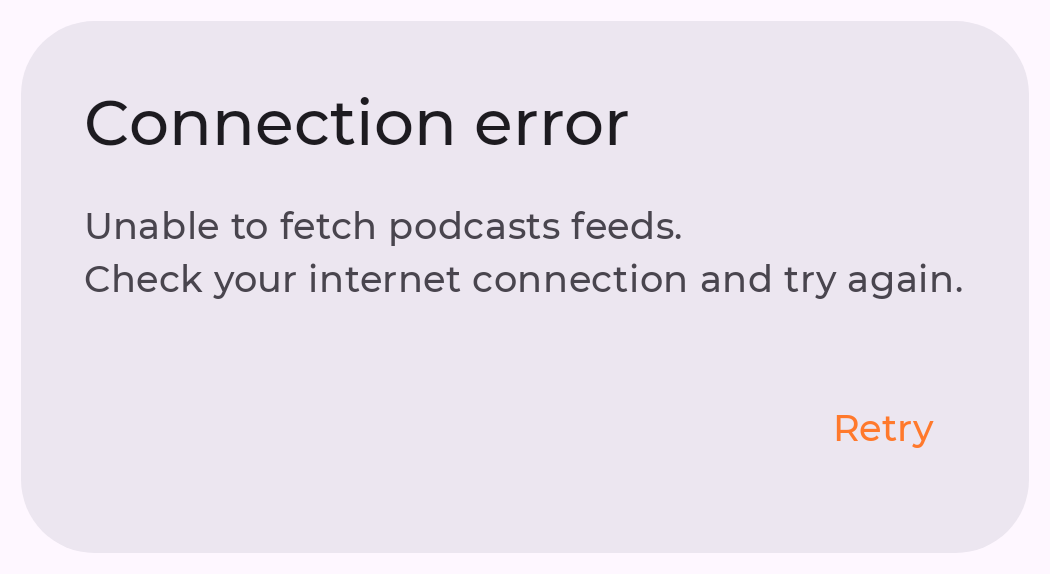 Connection error
Unable to fetch podcasts feeds.
Check your internet connection and try again.
Retry